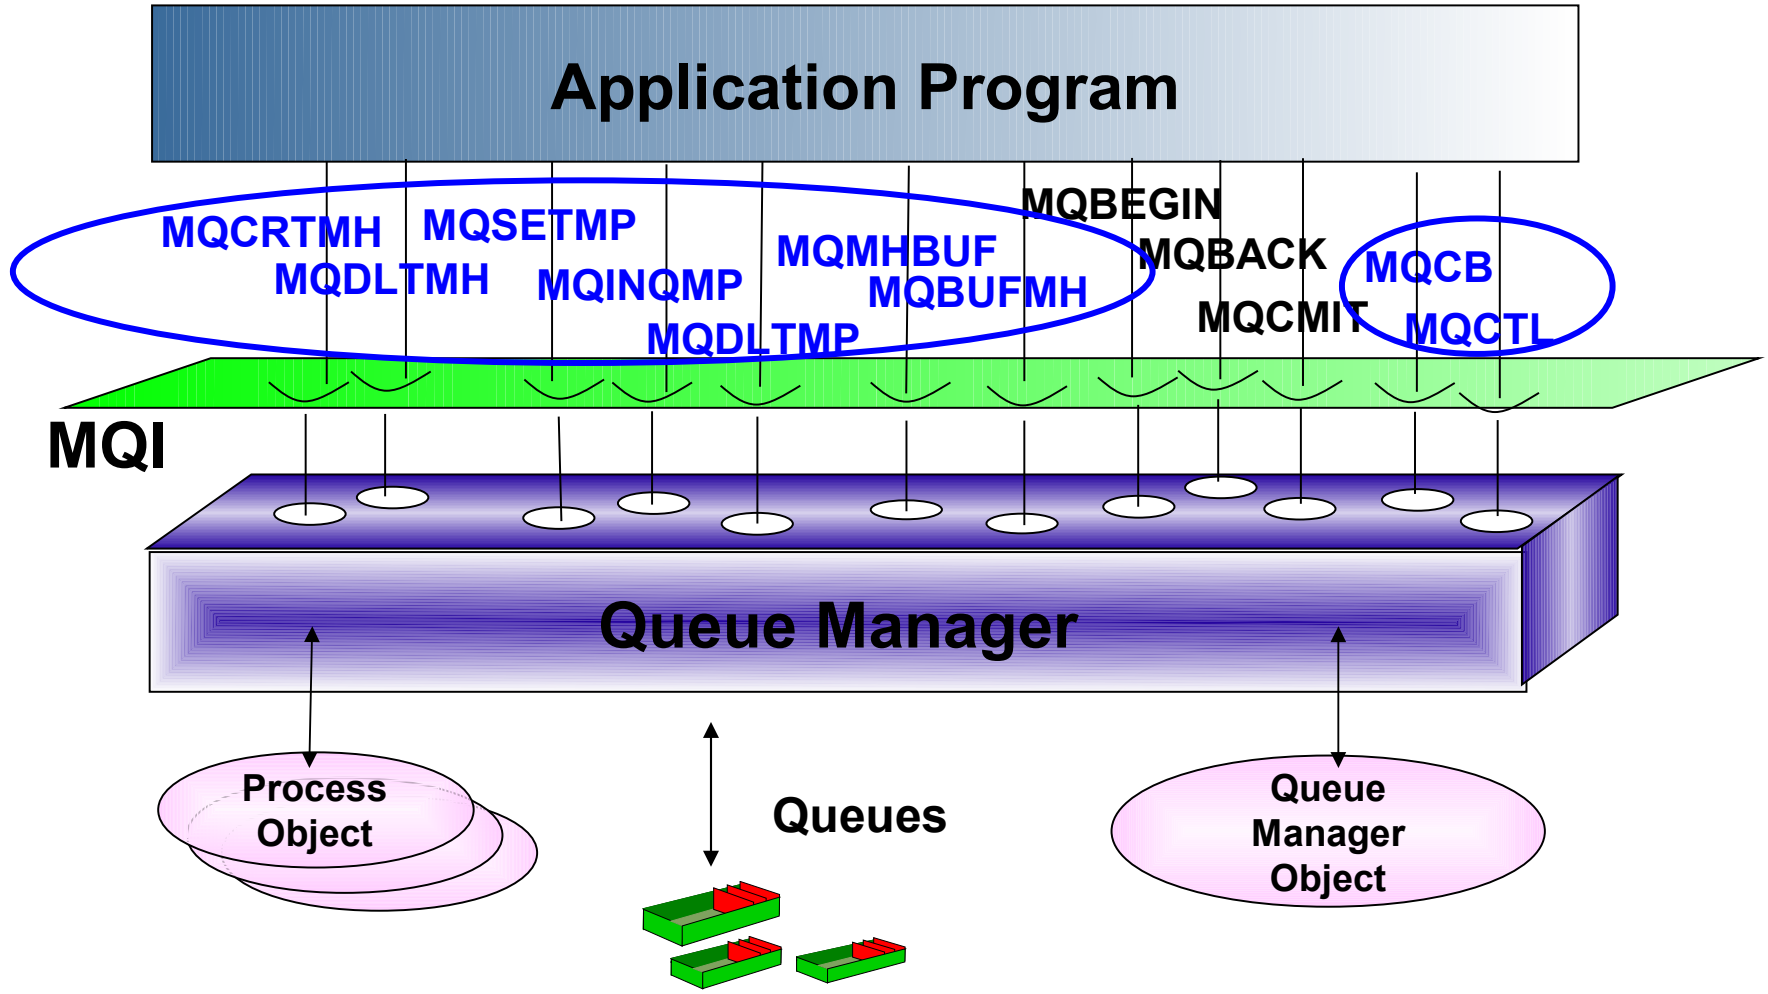 Application Program
MQCRTMH
MQSETMP
MQDLTMH
MQINQMP
MQDLTMP
MQMHBUF
MQBUFMH
MQBEGIN
MQBACK
MQCMIT
MQCB
MQCTL
MQI
Queue Manager
Process
Object
Queues
Queue
Manager
Object